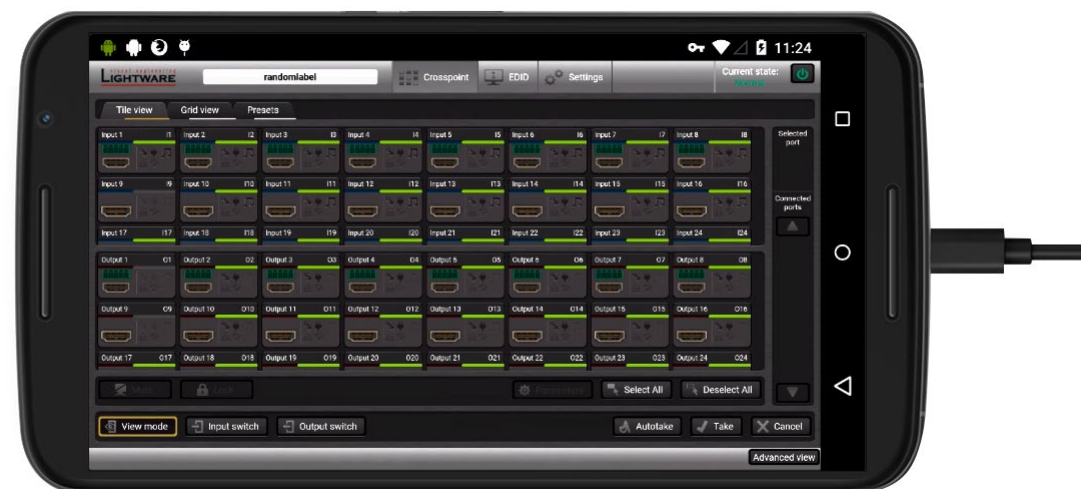 11:24
LIGHTWARE
randomlabel
Crosspoint EDID Settings
Current state:
Normal
Tile view Grid view Presets
Input 1 I1 Input 2 I2 Input 3 I3 Input 4 I4 Input 5 I5 Input 6 I6 Input 7 I7 Input 8 I8
Selected
port
Input 9 I9 Input 10 I10 Input 11 I11 Input 12 I12 Input 13 I13 Input 14 I14 Input 15 I15 Input 16 I16
Connected
ports
Input 17 I17 Input 18 I18 Input 19 I19 Input 20 I20 Input 21 I21 Input 22 I22 Input 23 I23 Input 24 I24
Output 1 O1 Output 2 O2 Output 3 O3 Output 4 O4 Output 5 O5 Output 6 O6 Output 7 O7 Output 8 O8
Output 9 O9 Output 10 O10 Output 11 O11 Output 12 O12 Output 13 O13 Output 14 O14 Output 15 O15 Output 16 O16
Output 17 O17 Output 18 O18 Output 19 O19 Output 20 O20 Output 21 O21 Output 22 O22 Output 23 O23 Output 24 O24
Mute Lock Parameters Select All Deselect All
View mode Input switch Output switch Autotake Take Cancel
Advanced view